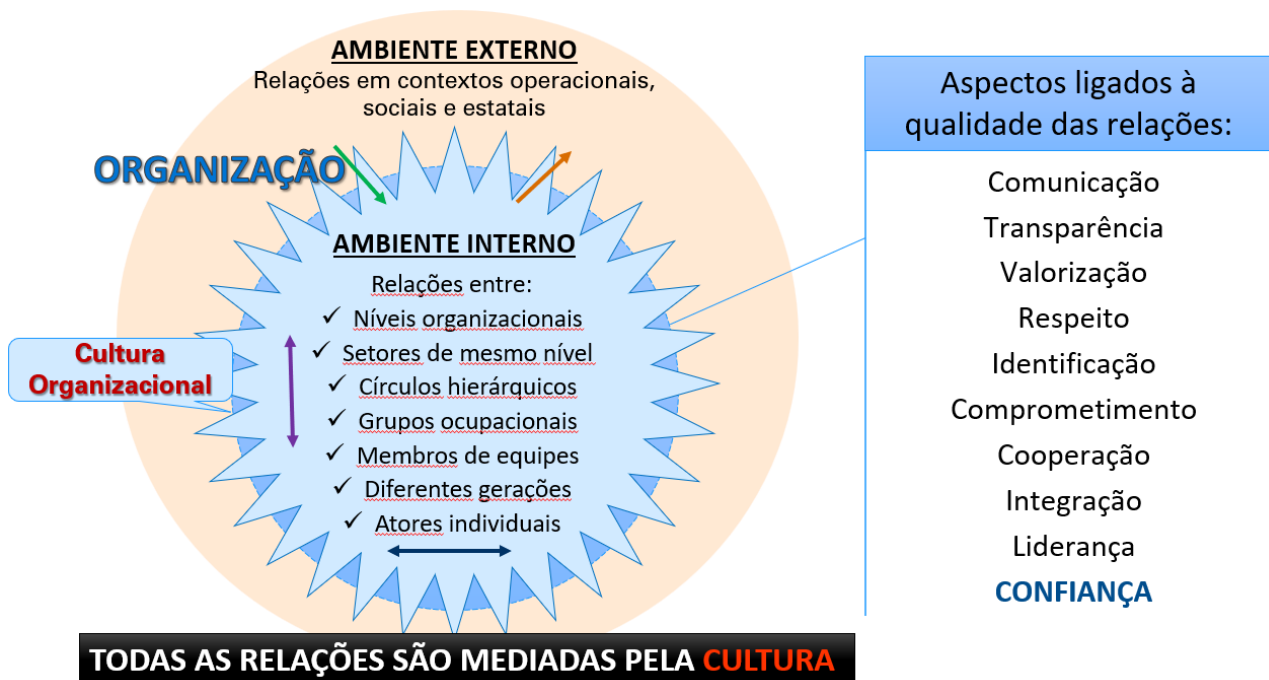 AMBIENTE EXTERNO
Relações em contextos operacionais,
sociais e estatais
ORGANIZAÇÃO
AMBIENTE INTERNO
Relações entre:
✓ Níveis organizacionais
✓ Setores de mesmo nível
✓ Círculos hierárquicos
✓ Grupos ocupacionais
✓ Membros de equipes
✓ Diferentes gerações
✓ Atores individuais
Cultura
Organizacional
TODAS AS RELAÇÕES SÃO MEDIADAS PELA CULTURA
Aspectos ligados à
qualidade das relações:
Comunicação
Transparência
Valorização
Respeito
Identificação
Comprometimento
Cooperação
Integração
Liderança
CONFIANÇA